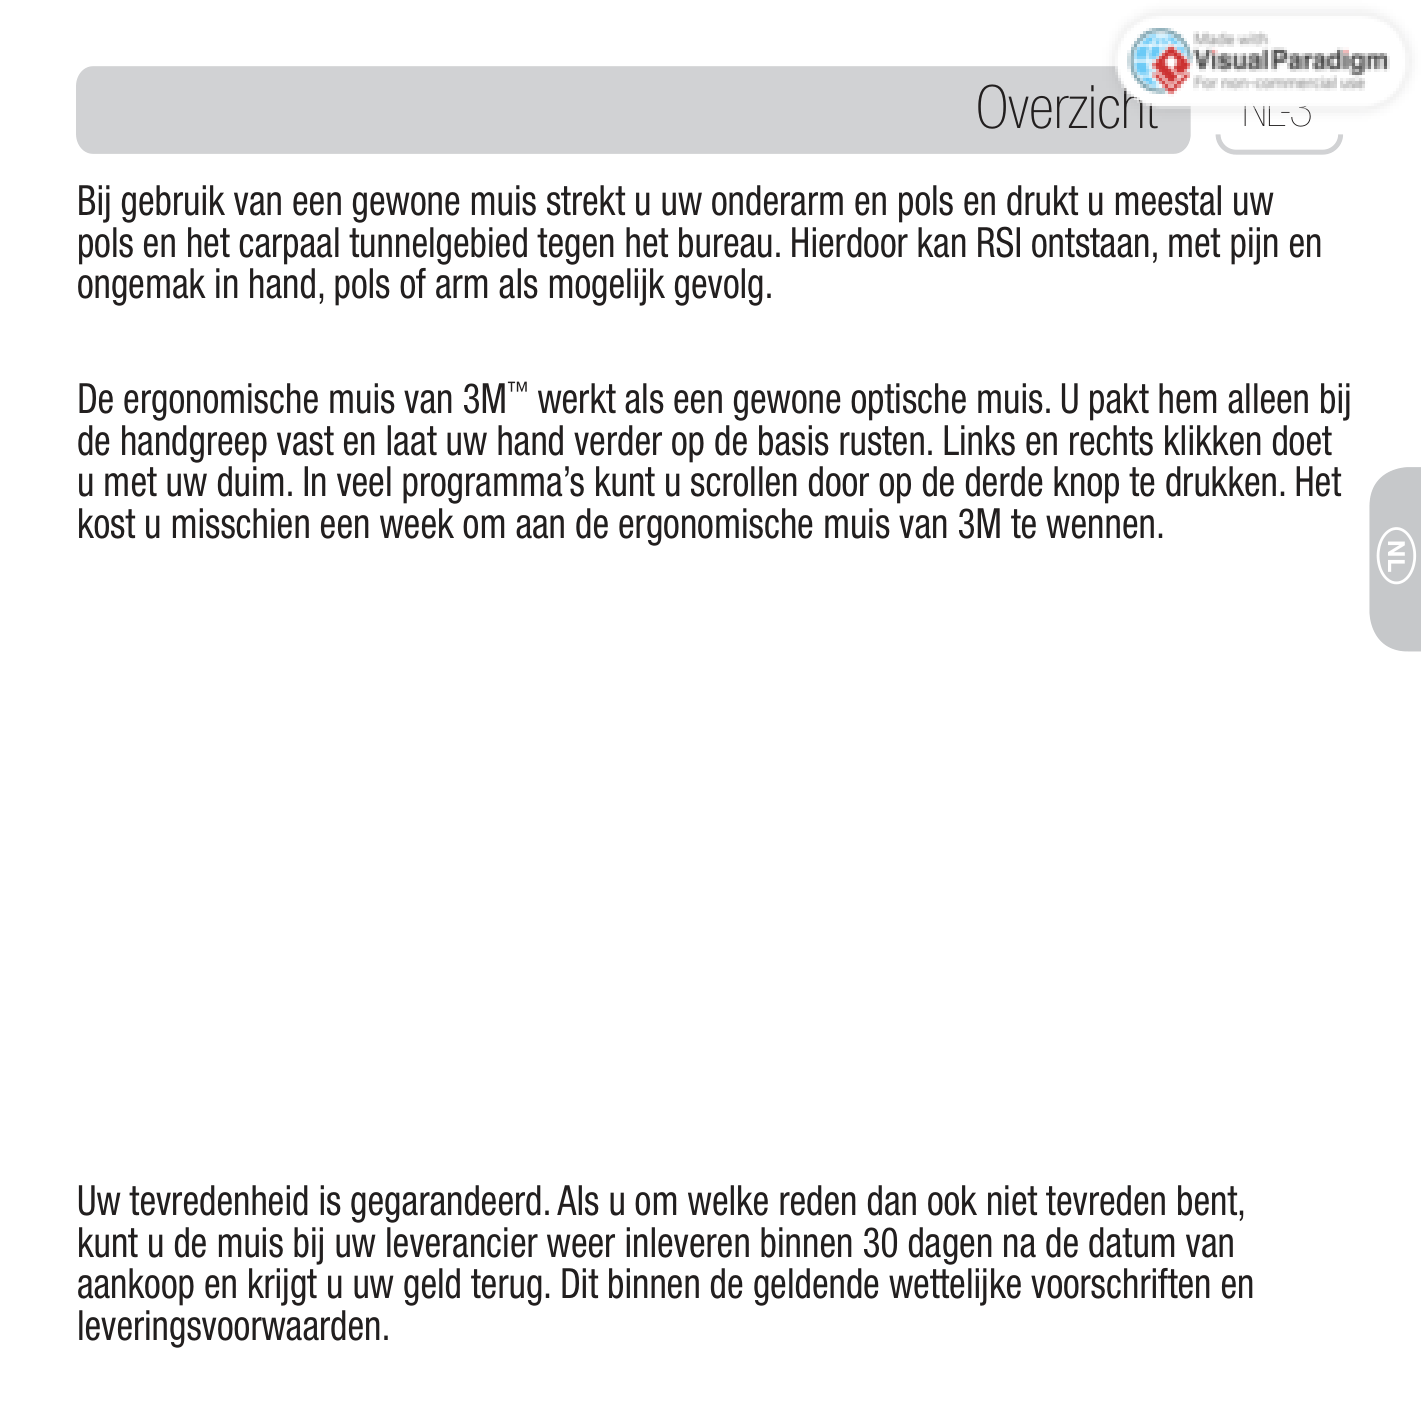 Made with
Visual Paradigm
For non-commercial use
Overzicht
NL-3
Bij gebruik van een gewone muis strekt u uw onderarm en pols en drukt u meestal uw
pols en het carpaal tunnelgebied tegen het bureau. Hierdoor kan RSI ontstaan, met pijn en
ongemak in hand, pols of arm als mogelijk gevolg.
De ergonomische muis van 3M™ werkt als een gewone optische muis. U pakt hem alleen bij
de handgreep vast en laat uw hand verder op de basis rusten. Links en rechts klikken doet
u met uw duim. In veel programma’s kunt u scrollen door op de derde knop te drukken. Het
kost u misschien een week om aan de ergonomische muis van 3M te wennen.
NL
Uw tevredenheid is gegarandeerd. Als u om welke reden dan ook niet tevreden bent,
kunt u de muis bij uw leverancier weer inleveren binnen 30 dagen na de datum van
aankoop en krijgt u uw geld terug. Dit binnen de geldende wettelijke voorschriften en
leveringsvoorwaarden.